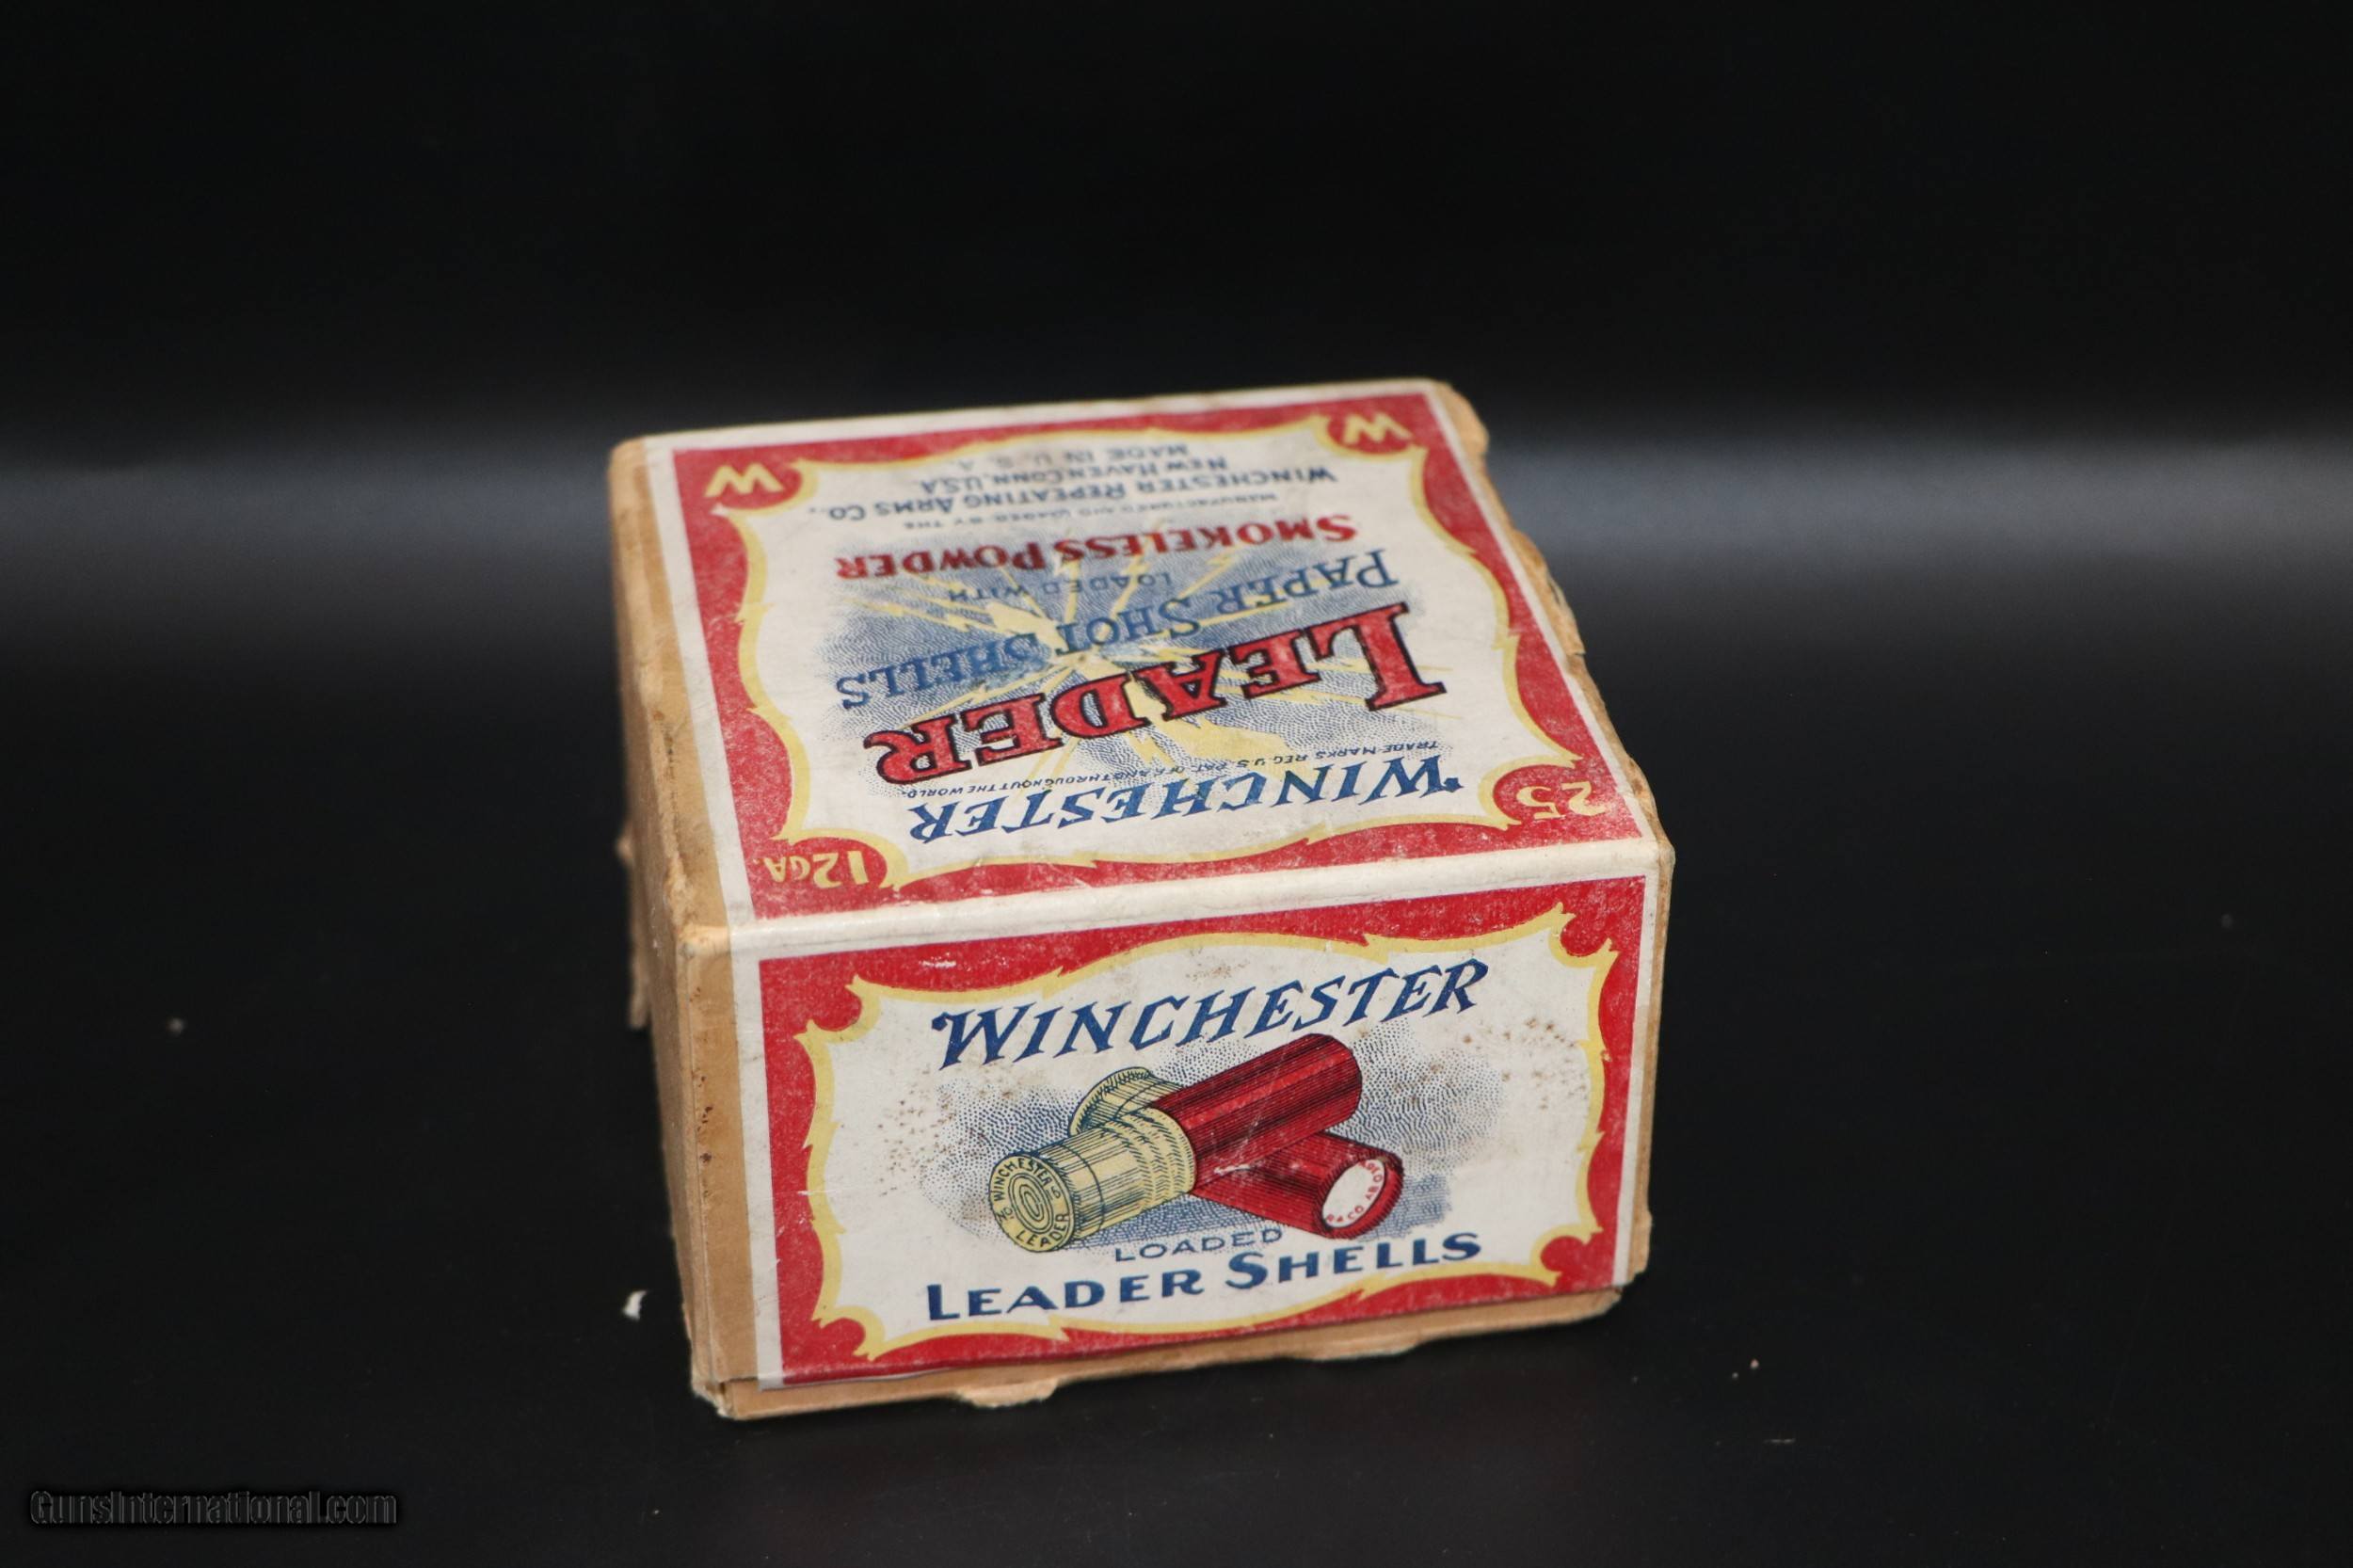 WINCHESTER
TRADE-MARKS REG. U.S. PAT. OFF. AND THROUGHOUT THE WORLD.
LEADER
PAPER SHOT SHELLS
LOADED WITH
SMOKELESS POWDER
MANUFACTURED AND LOADED BY THE
WINCHESTER REPEATING ARMS CO.,
NEW HAVEN CONN. U.S.A.
MADE IN U.S.A.
25
12 GA.
W
W
WINCHESTER
WINCHESTER
LEADER
LOADED
LEADER SHELLS
GunsInternational.com